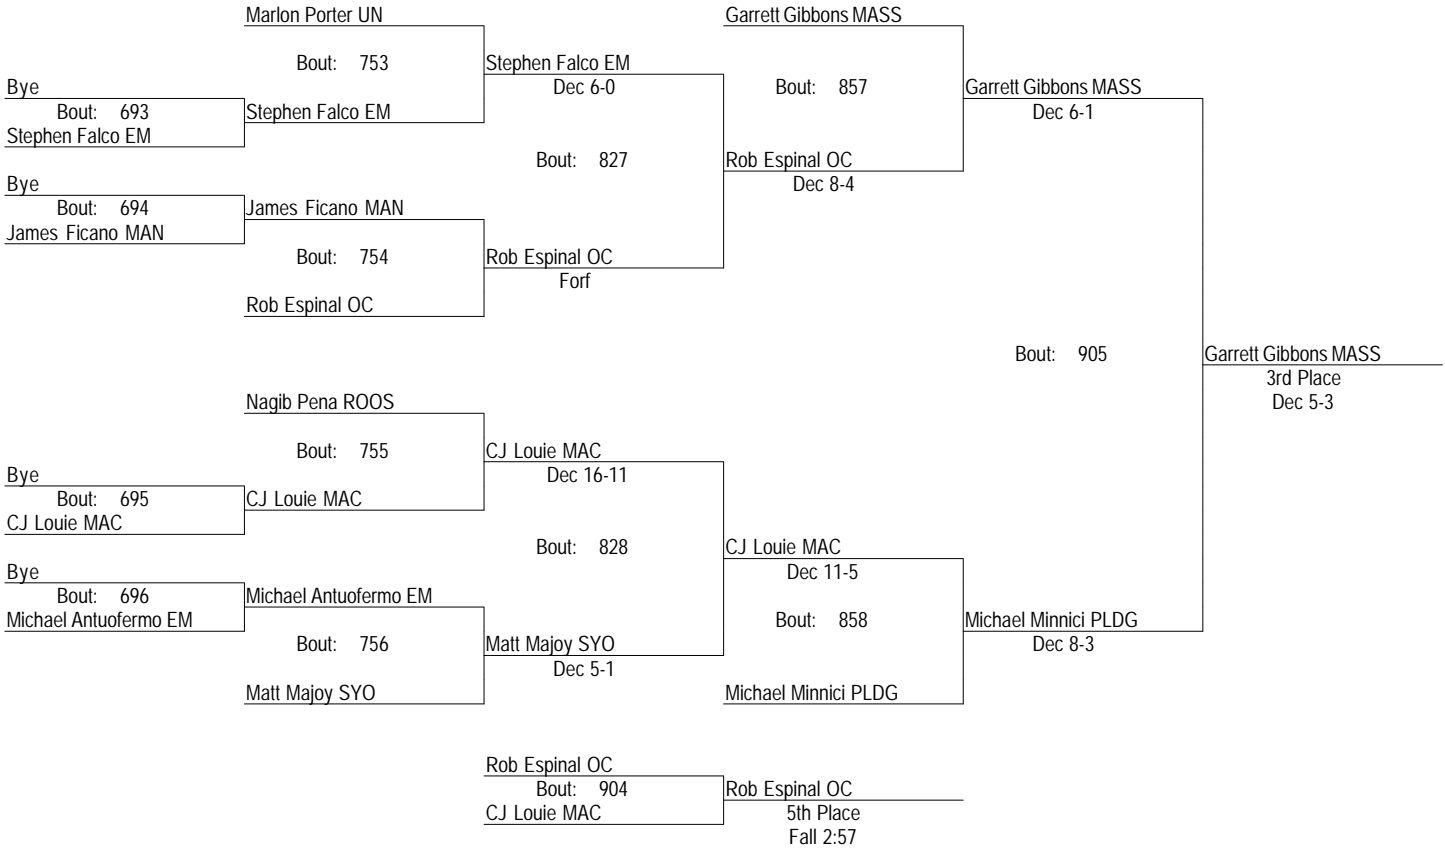 Marlon Porter UN
Garrett Gibbons MASS
Bout: 753
Stephen Falco EM
Dec 6-0
Bye
Bout: 693
Stephen Falco EM
Stephen Falco EM
Bout: 857
Garrett Gibbons MASS
Dec 6-1
Bout: 827
Rob Espinal OC
Dec 8-4
Bye
Bout: 694
James Ficano MAN
James Ficano MAN
Bout: 754
Rob Espinal OC
Forf
Rob Espinal OC
Bout: 905
Garrett Gibbons MASS
3rd Place
Dec 5-3
Nagib Pena ROOS
Bout: 755
CJ Louie MAC
Dec 16-11
Bye
Bout: 695
CJ Louie MAC
CJ Louie MAC
Bout: 828
CJ Louie MAC
Dec 11-5
Bye
Bout: 696
Michael Antuofermo EM
Michael Antuofermo EM
Bout: 858
Michael Minnici PLDG
Dec 8-3
Bout: 756
Matt Majoy SYO
Dec 5-1
Matt Majoy SYO
Michael Minnici PLDG
Rob Espinal OC
Bout: 904
Rob Espinal OC
CJ Louie MAC
5th Place
Fall 2:57